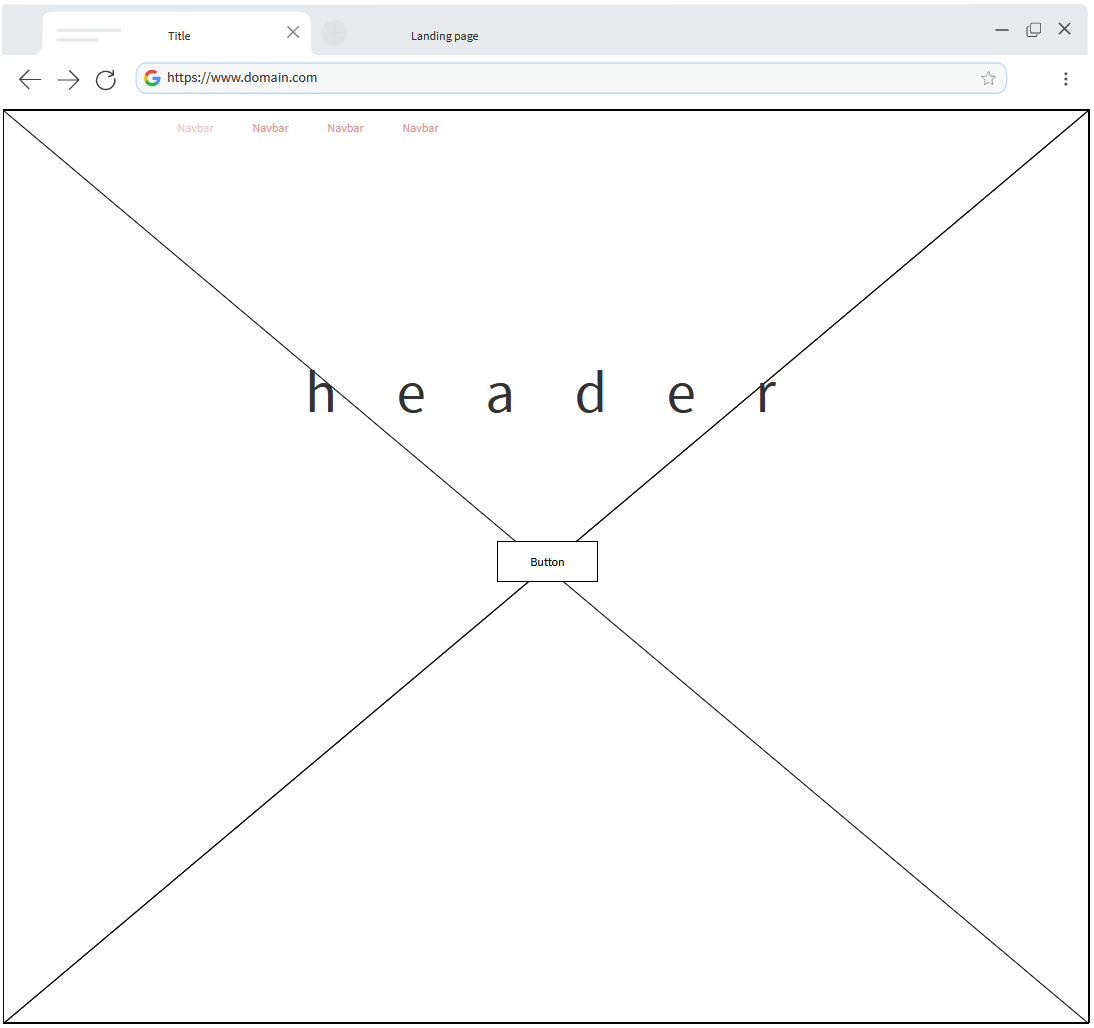 Title Landing page
https://www.domain.com
Navbar Navbar Navbar Navbar
h e a d e r
Button